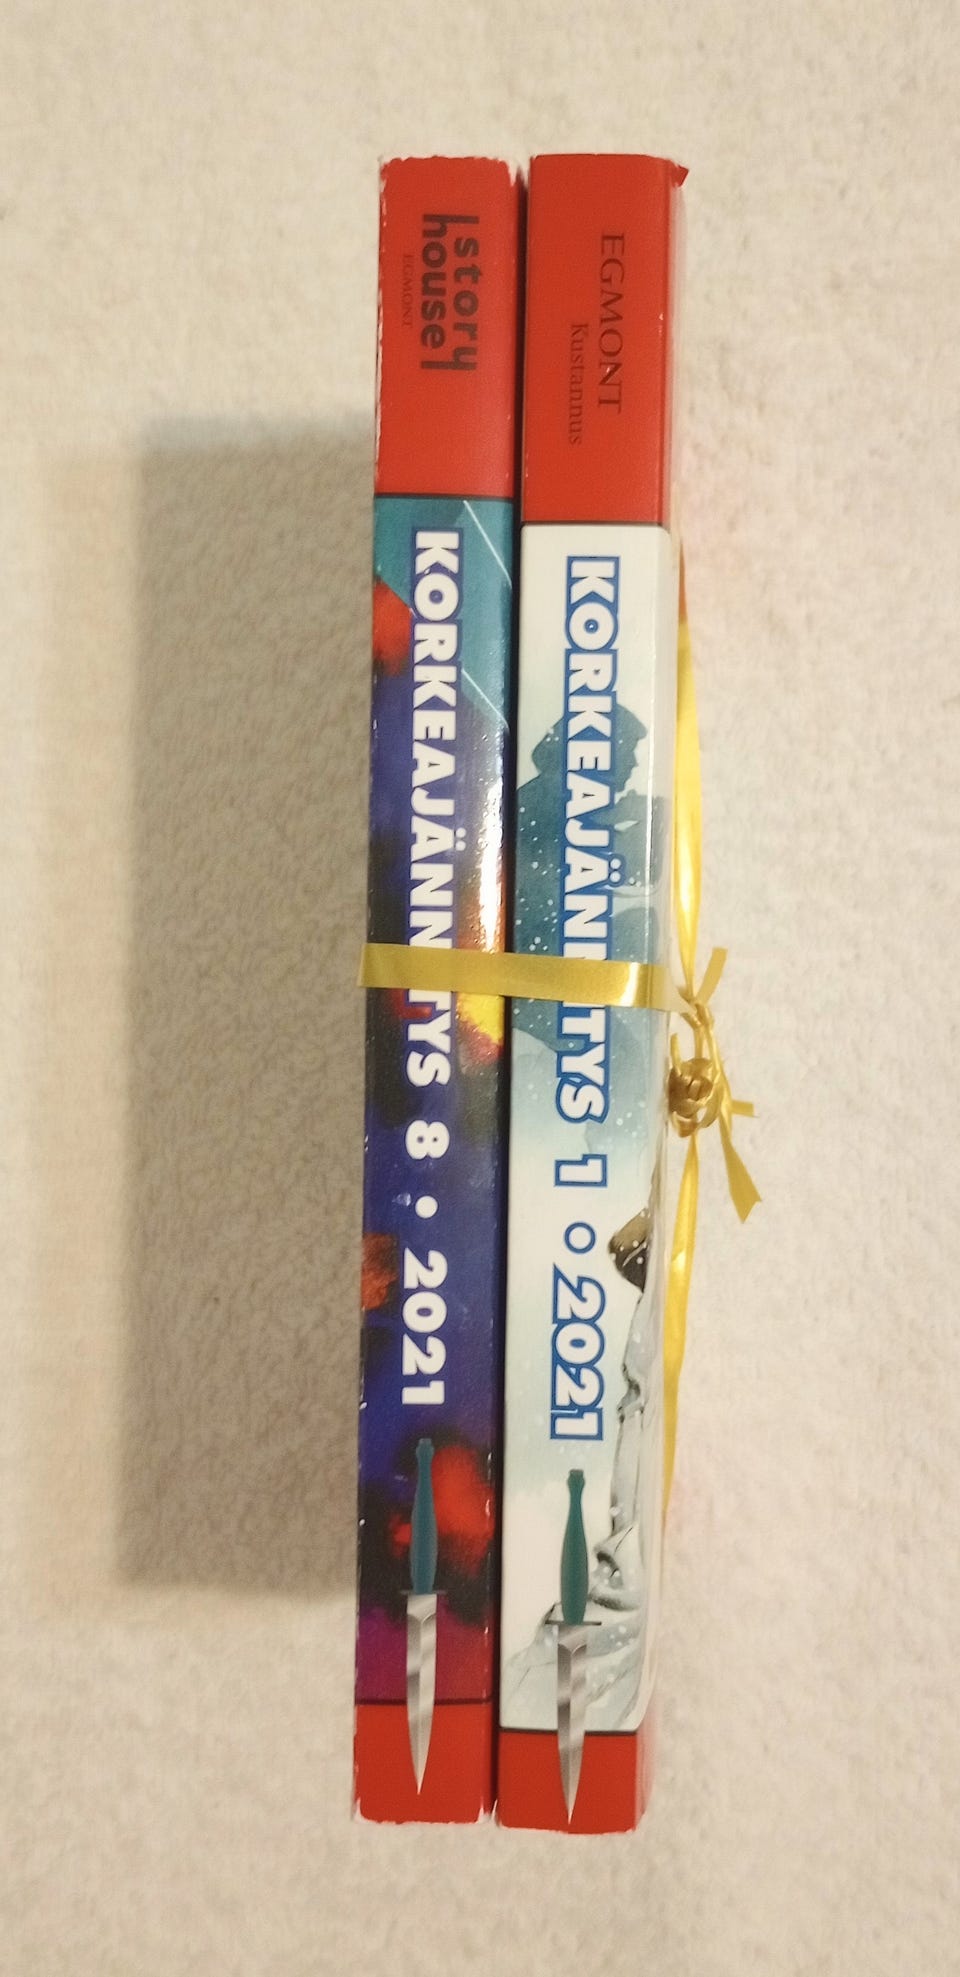 story
house
EGMONT
KORKEAJÄNNITYS 8 • 2021
EGMONT
Kustannus
KORKEAJÄNNITYS 1 • 2021